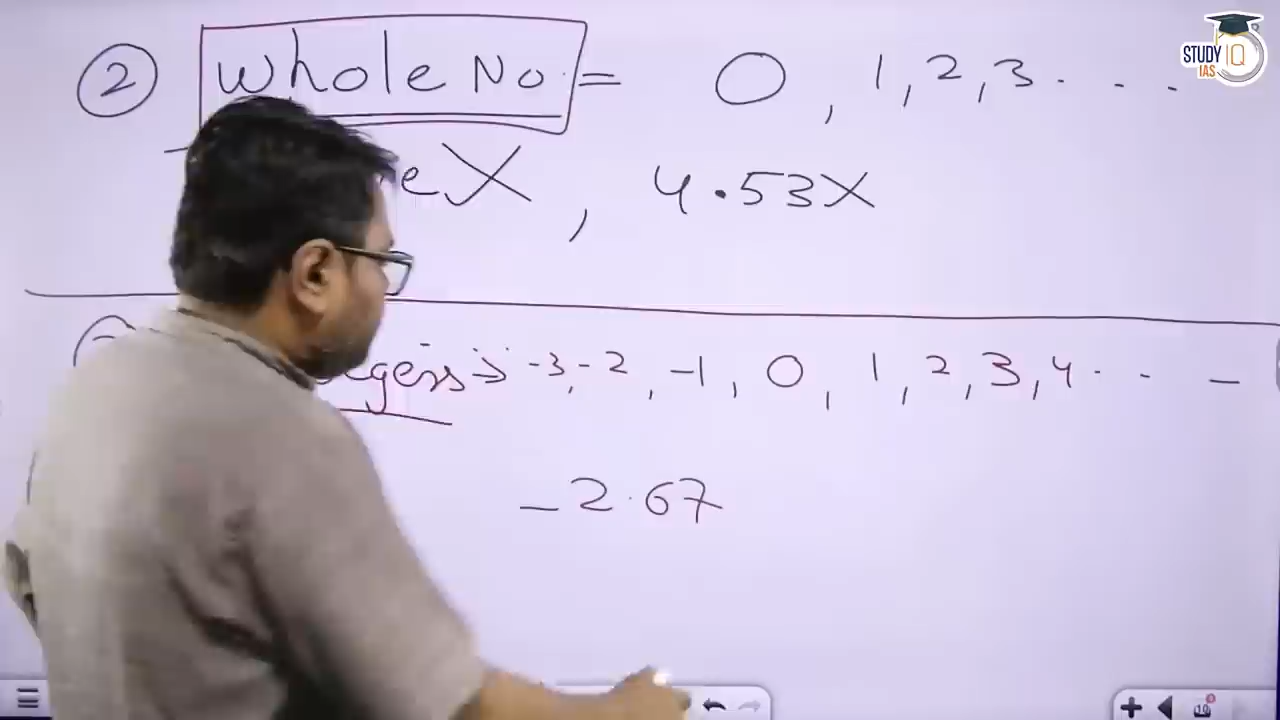 ② Whole No. = 0, 1, 2, 3 . . . .
eX, 4.53X
-3, -2, -1, 0, 1, 2, 3, 4 . . –
-2.67
STUDY IQ
IAS